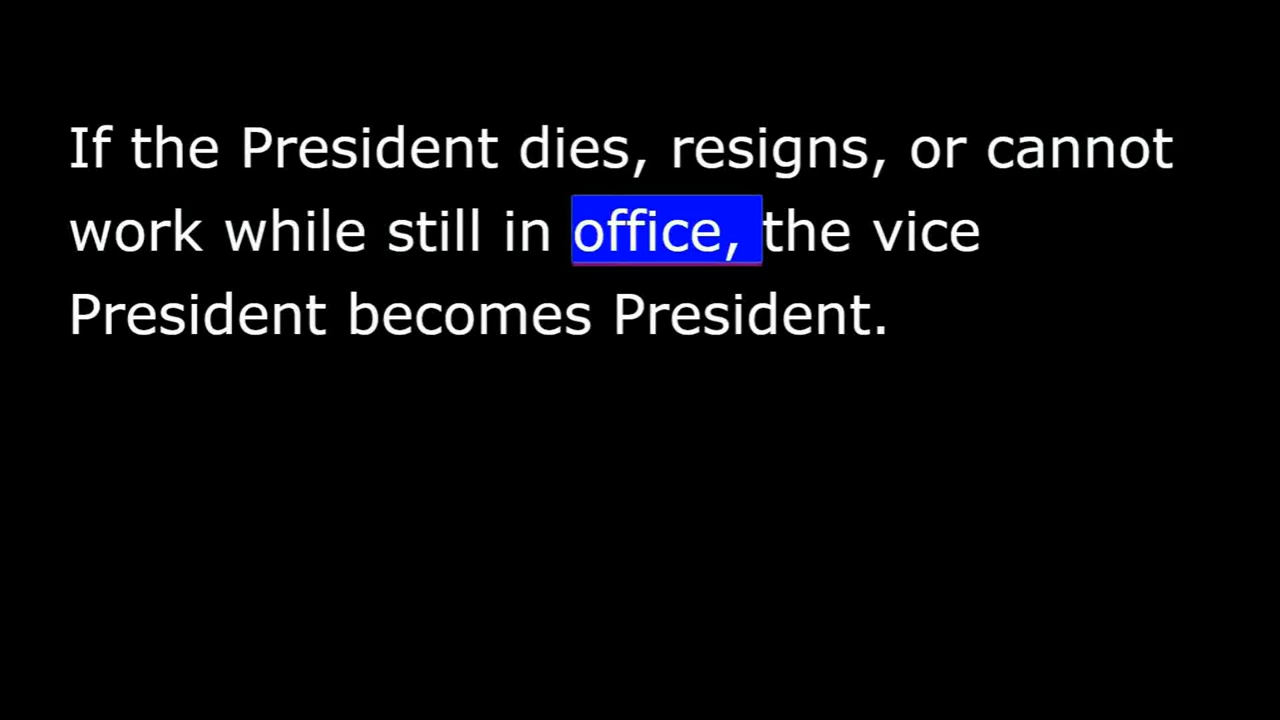 If the President dies, resigns, or cannot
work while still in office, the vice
President becomes President.